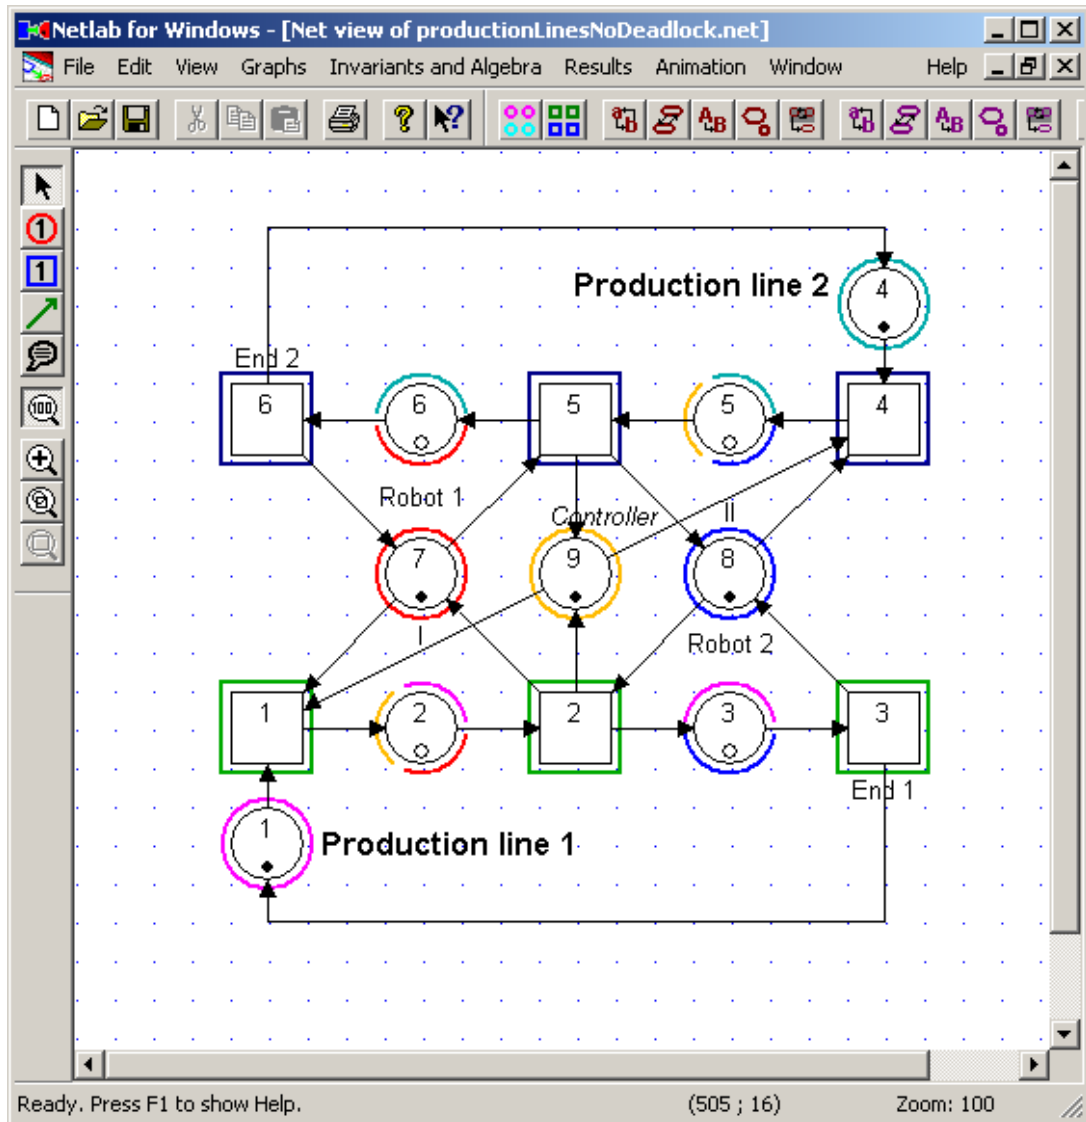 Netlab for Windows - [Net view of productionLinesNoDeadlock.net]
File Edit View Graphs Invariants and Algebra Results Animation Window Help
1
1
100
Production line 2
4
End 2
6
6
5
5
4
Robot 1
Controller
II
7
9
8
I
Robot 2
1
2
2
3
3
End 1
1
Production line 1
Ready. Press F1 to show Help.
(505 ; 16)
Zoom: 100